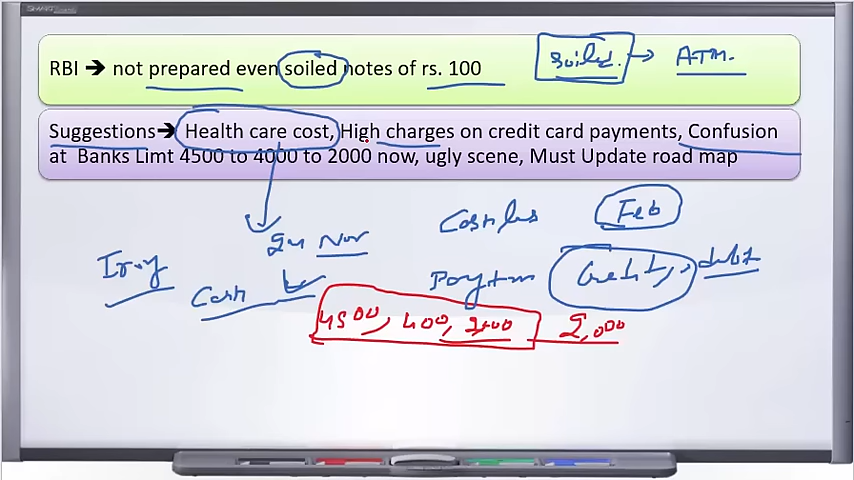 RBI ➔ not prepared even soiled notes of rs. 100
Soiled. → ATM.
Suggestions➔ Health care cost, High charges on credit card payments, Confusion
at Banks Limt 4500 to 4000 to 2000 now, ugly scene, Must Update road map
24 Nov
Cash
Feb
Paytm
Credit, debit
4500, 400, 2000
2,000